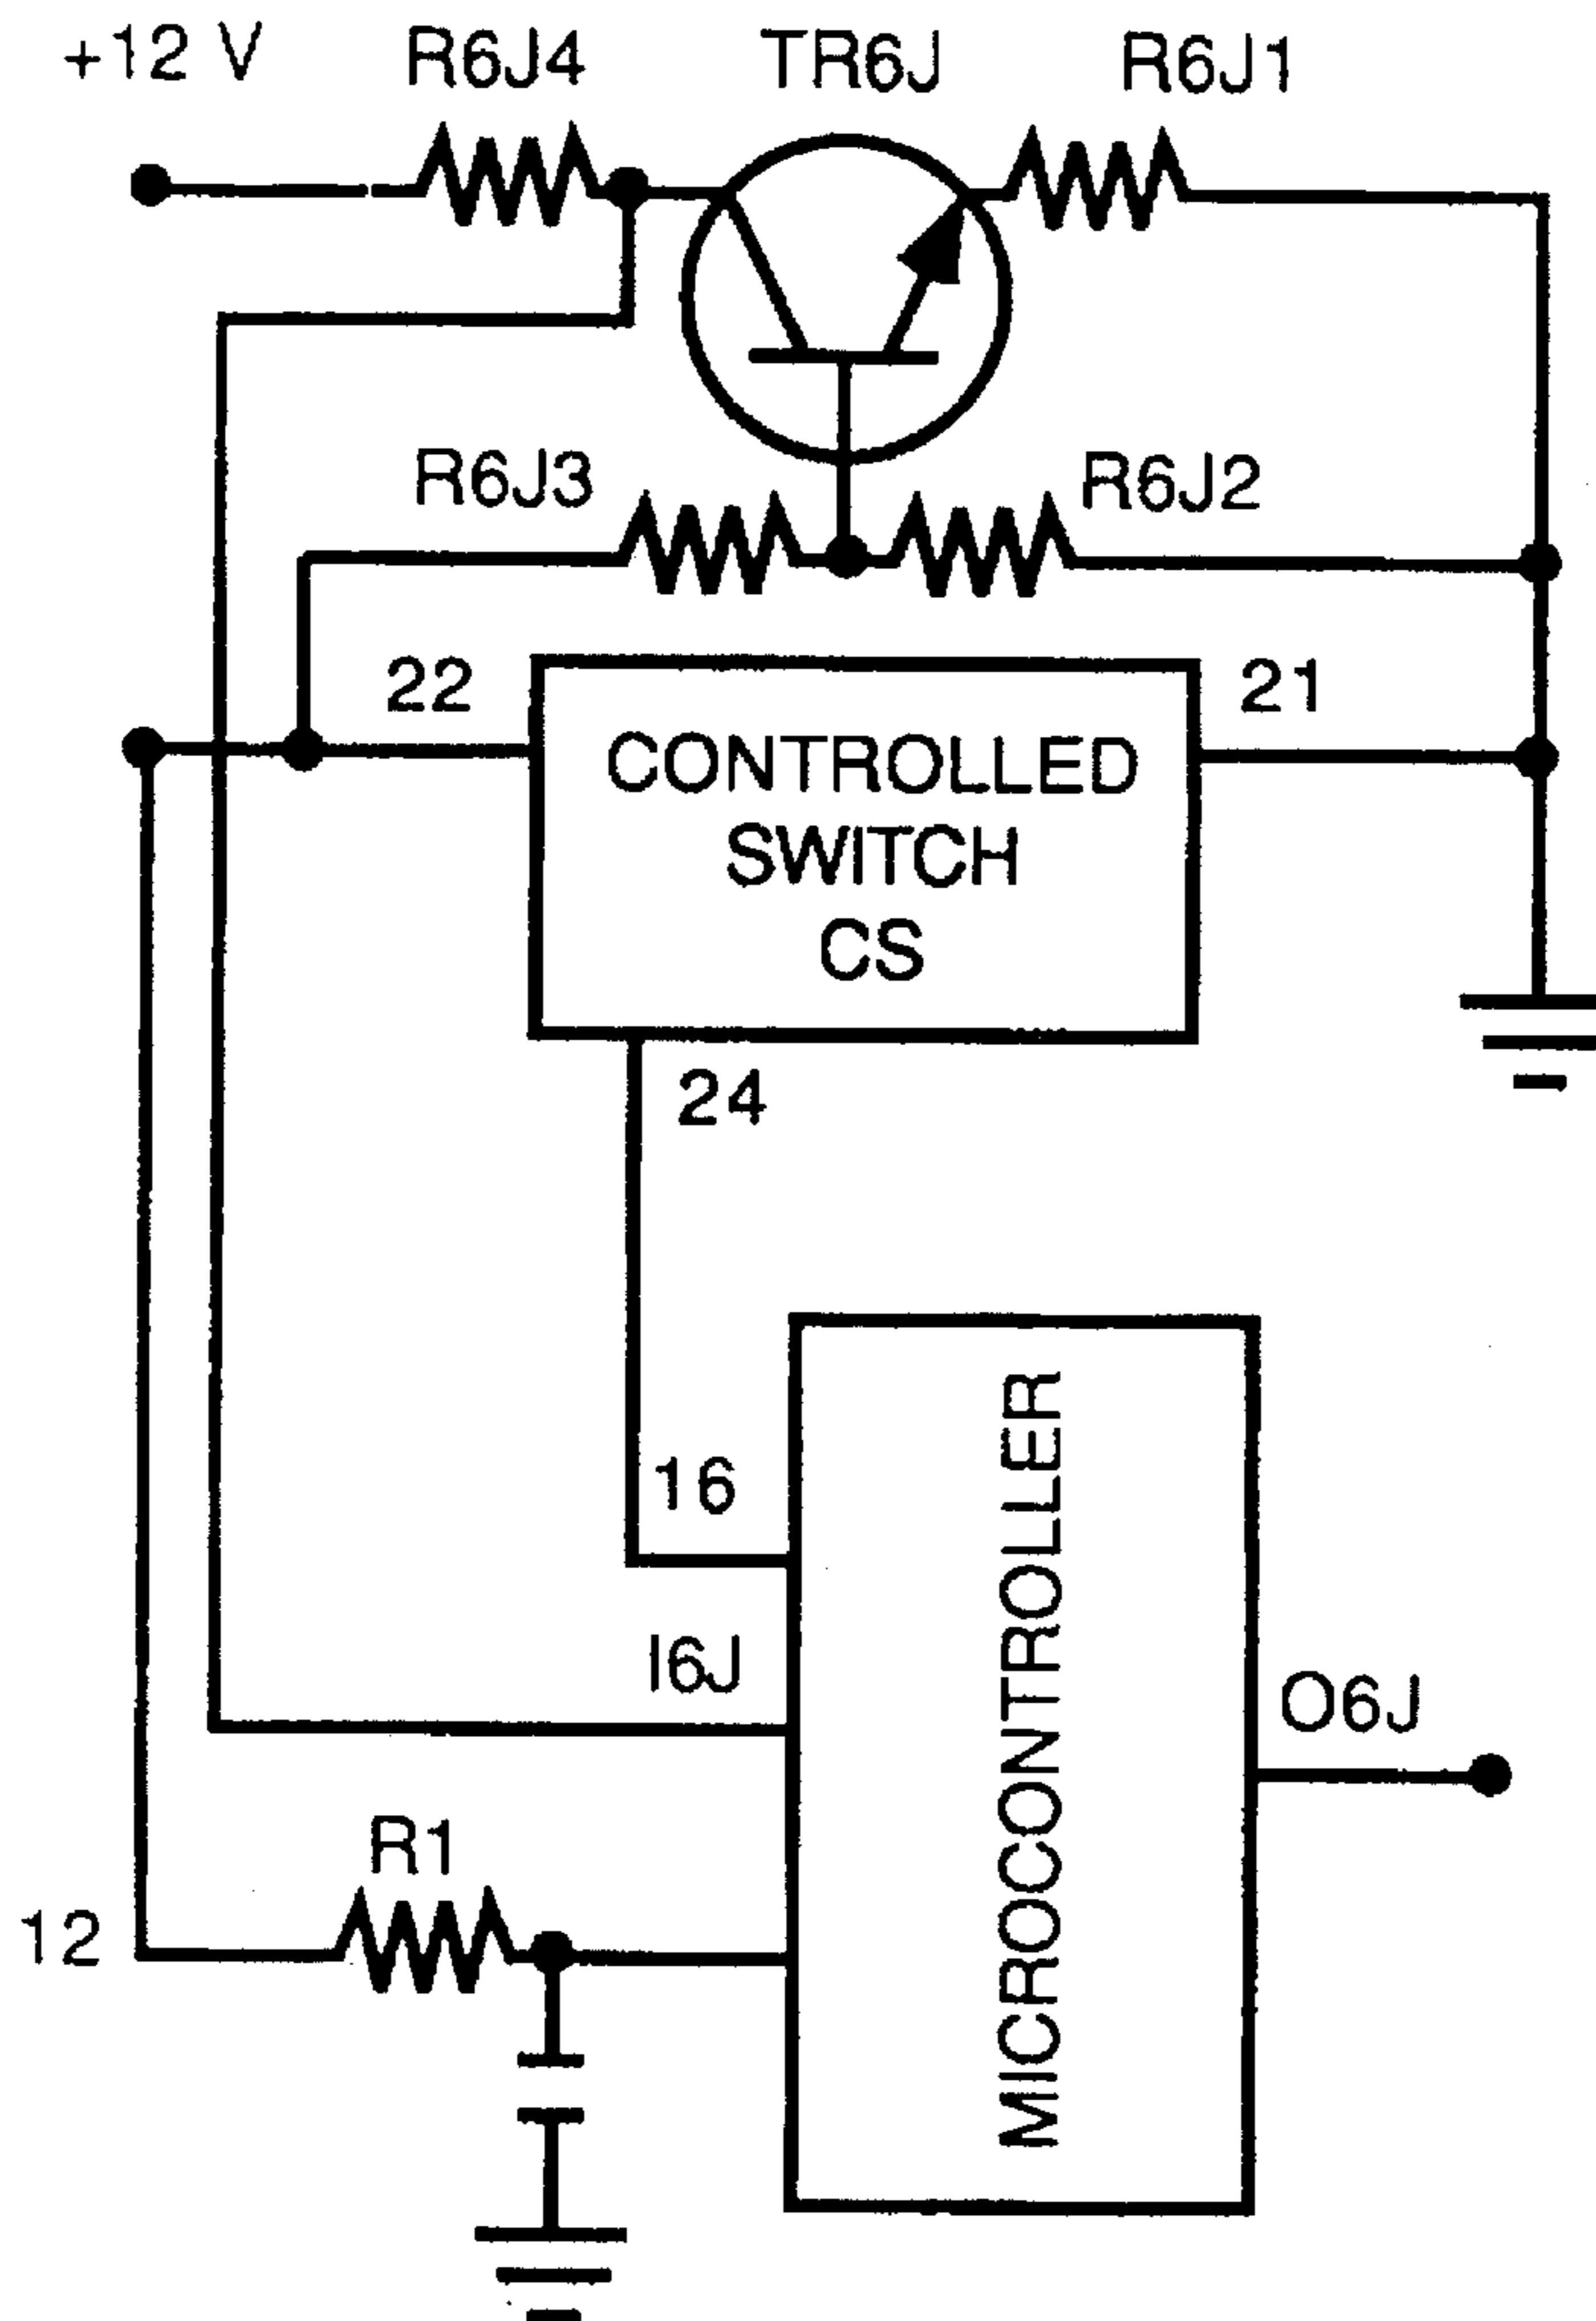 +12 V R6J4 TR6J R6J1
R6J3 R6J2
22 21
CONTROLLED
SWITCH
CS
24
16
I6J
O6J
R1
12
MICROCONTROLLER